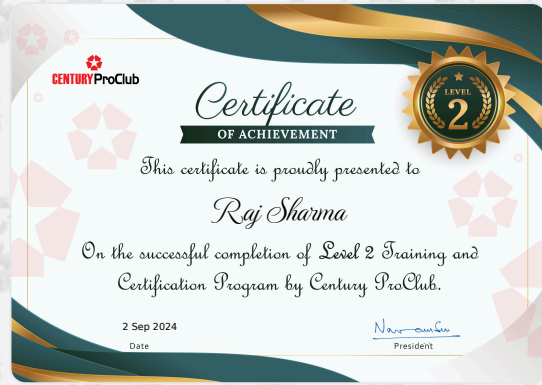 CENTURY ProClub
Certificate
OF ACHIEVEMENT
LEVEL
2
This certificate is proudly presented to
Raj Sharma
On the successful completion of Level 2 Training and
Certification Program by Century ProClub.
2 Sep 2024
Date
President